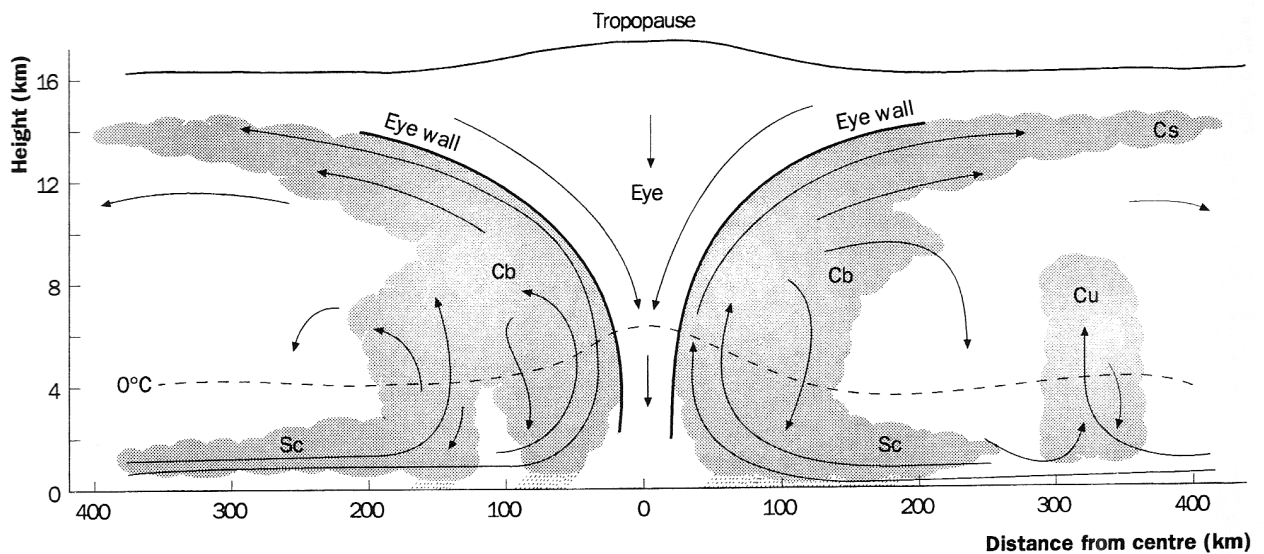 Tropopause
Height (km)
16
12
8
4
0
Eye wall
Eye wall
Cs
Eye
Cb
Cb
Cu
0°C
Sc
Sc
400
300
200
100
0
100
200
300
400
Distance from centre (km)